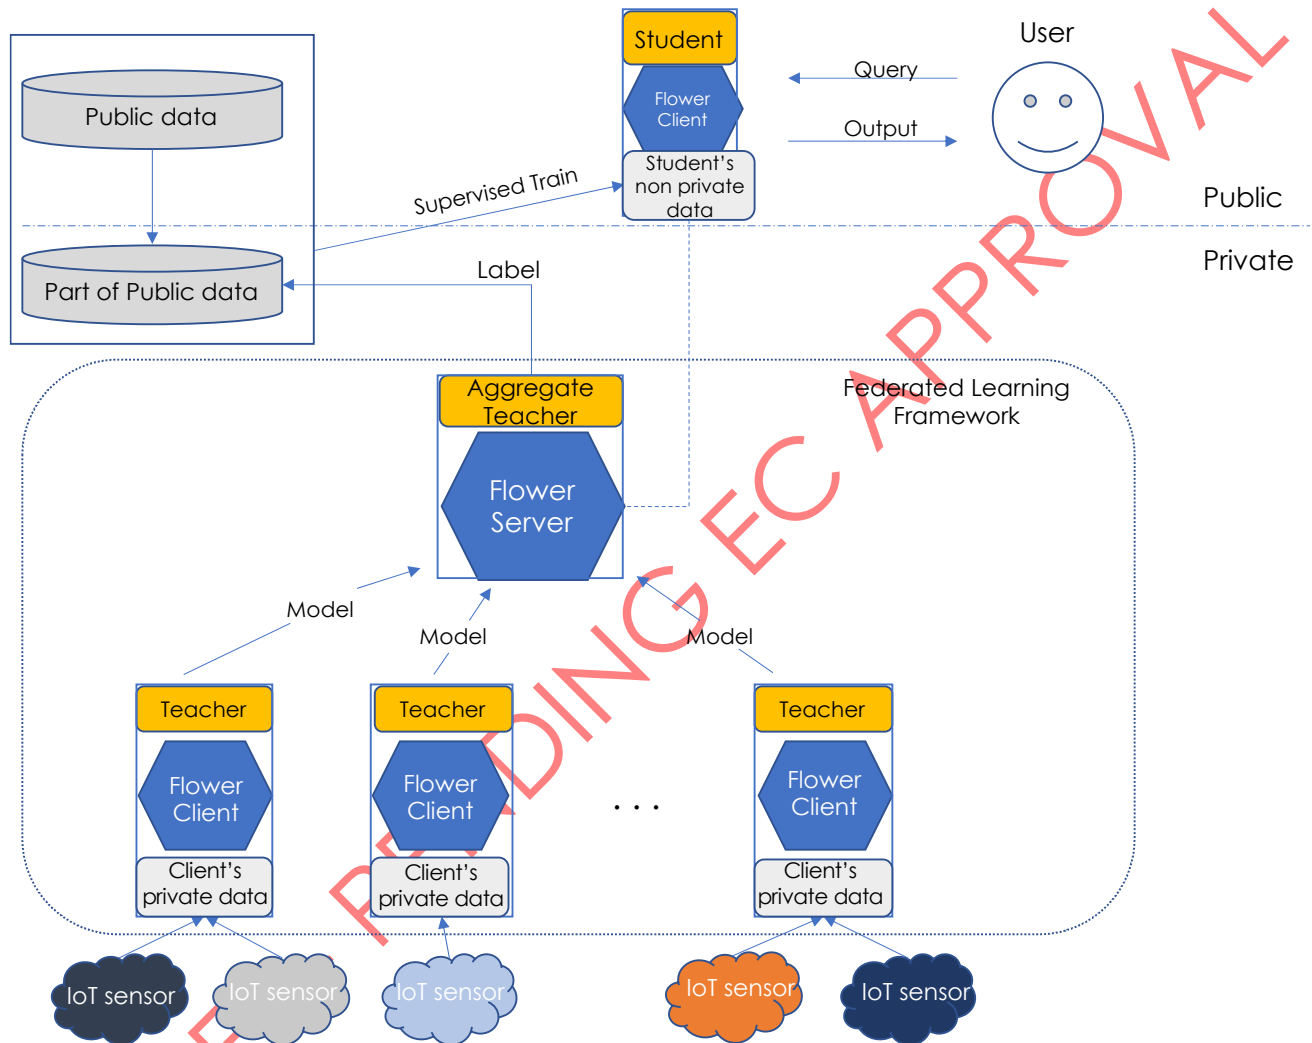 Student
User
Flower
Client
Query
Public data
Output
Student's
non private
data
Supervised Train
Public
Private
Label
Part of Public data
Aggregate
Teacher
Federated Learning
Framework
Flower
Server
Model
Model
Model
Teacher
Teacher
Teacher
Flower
Client
Flower
Client
Flower
Client
. . .
Client's
private data
Client's
private data
Client's
private data
IoT sensor
IoT sensor
IoT sensor
IoT sensor
IoT sensor
PENDING EC APPROVAL